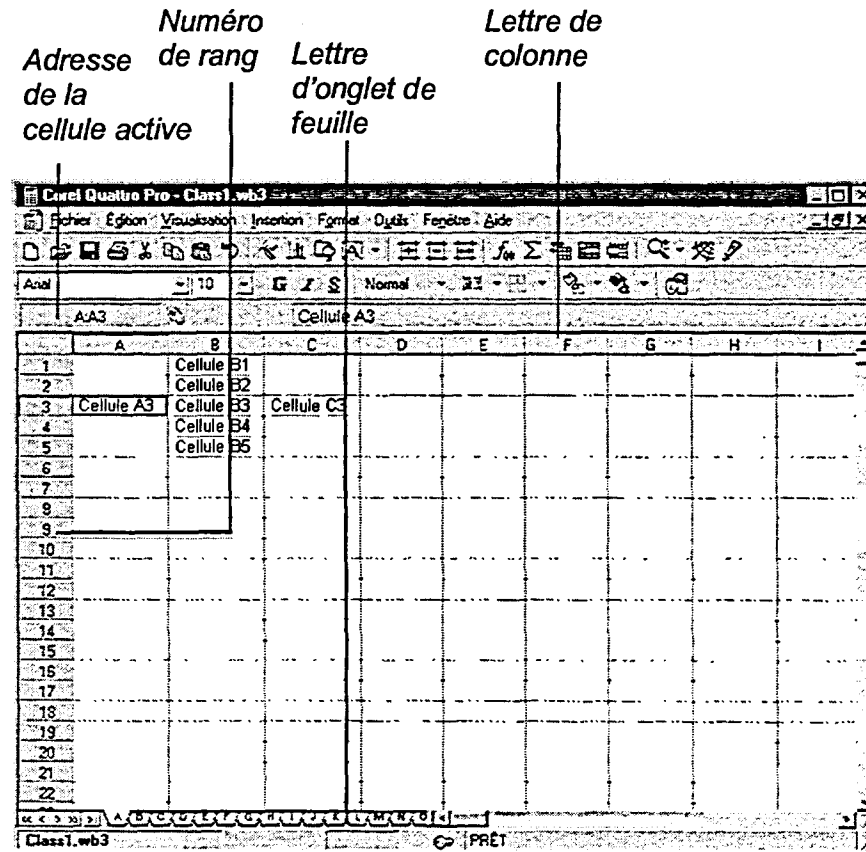 Numéro
de rang
Lettre de
colonne
Adresse
de la
cellule active
Lettre
d'onglet de
feuille
Corel Quattro Pro - Class1.wb3
Fichier Édition Visualisation Insertion Format Outils Fenêtre Aide
Arial 10 G I S Normal
A:A3 Cellule A3
A B C D E F G H I
1 Cellule B1
2 Cellule B2
3 Cellule A3 Cellule B3 Cellule C3
4 Cellule B4
5 Cellule B5
6
7
8
9
10
11
12
13
14
15
16
17
18
19
20
21
22
A B C D E F G H I J K L M N O
Class1.wb3 PRÊT